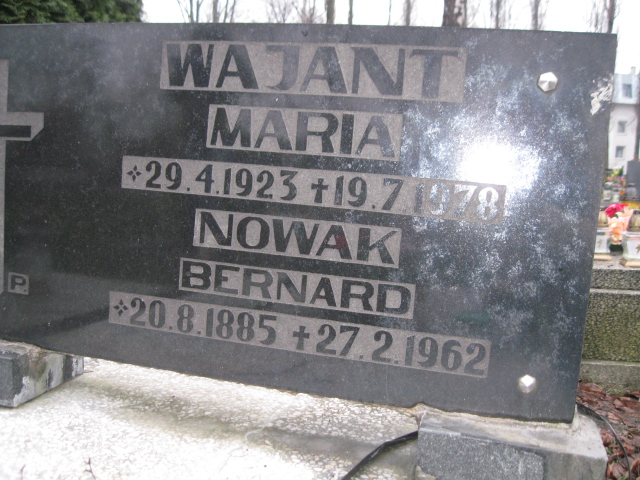 WAJANT
MARIA
*29.4.1923 †19.7.1978
NOWAK
BERNARD
*20.8.1885 †27.2.1962
P.